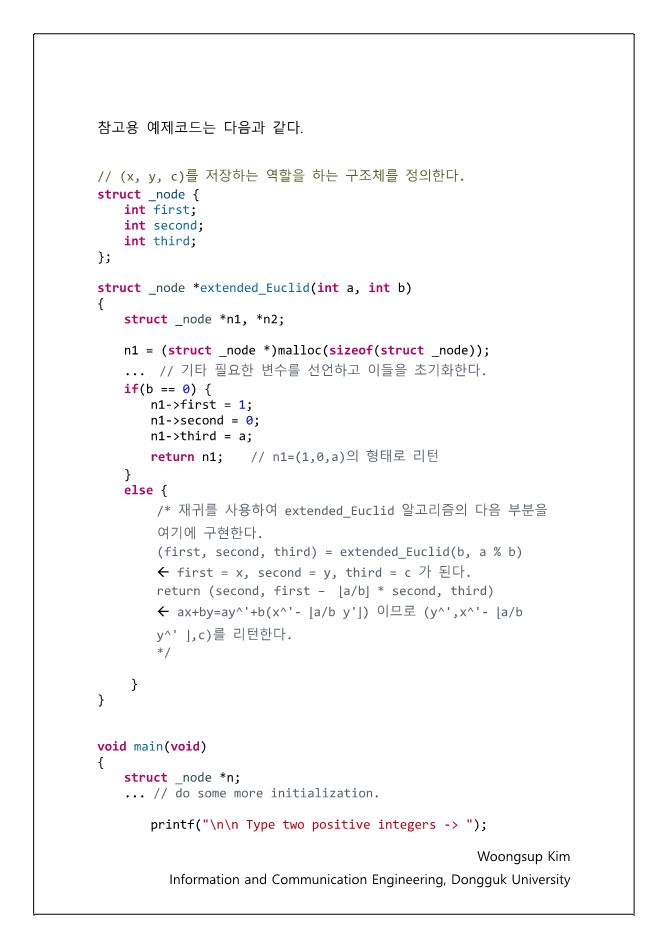 참고용 예제코드는 다음과 같다.
// (x, y, c)를 저장하는 역할을 하는 구조체를 정의한다.
struct _node {
int first;
int second;
int third;
};
struct _node *extended_Euclid(int a, int b)
{
struct _node *n1, *n2;
n1 = (struct _node *)malloc(sizeof(struct _node));
... // 기타 필요한 변수를 선언하고 이들을 초기화한다.
if(b == 0) {
n1->first = 1;
n1->second = 0;
n1->third = a;
return n1; // n1=(1,0,a)의 형태로 리턴
}
else {
/* 재귀를 사용하여 extended_Euclid 알고리즘의 다음 부분을
여기에 구현한다.
(first, second, third) = extended_Euclid(b, a % b)
← first = x, second = y, third = c 가 된다.
return (second, first – ⌊a/b⌋ * second, third)
← ax+by=ay^'+b(x^'- ⌊a/b y'⌋) 이므로 (y^',x^'- ⌊a/b
y^' ⌋,c)를 리턴한다.
*/
}
}
void main(void)
{
struct _node *n;
... // do some more initialization.
printf("\n\n Type two positive integers -> ");
Woongsup Kim
Information and Communication Engineering, Dongguk University